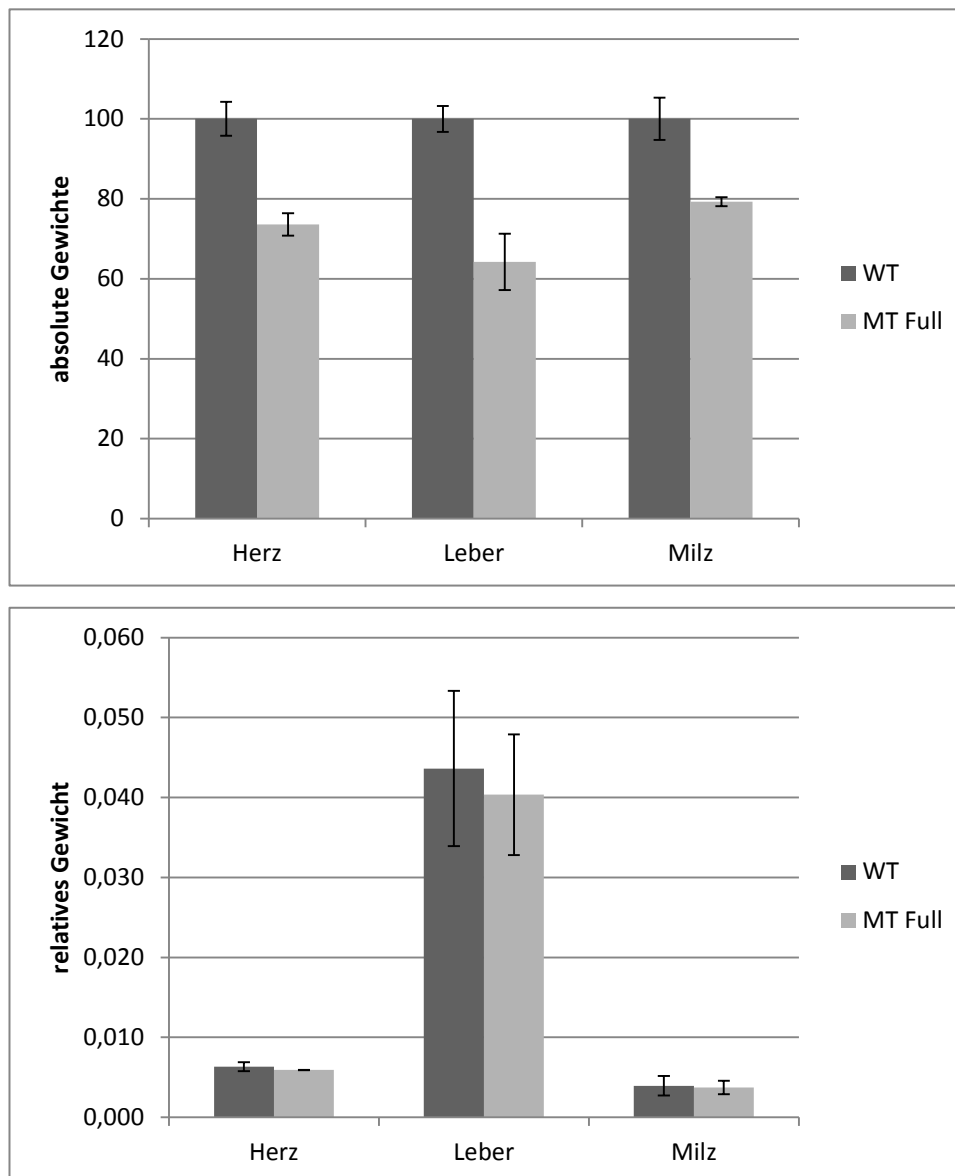 120
100
80
60
40
20
0
absolute Gewichte
Herz Leber Milz
WT
MT Full
0,060
0,050
0,040
0,030
0,020
0,010
0,000
relatives Gewicht
Herz Leber Milz
WT
MT Full